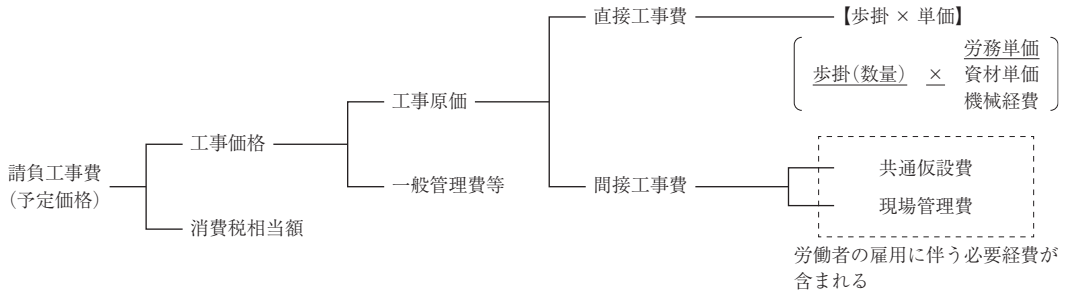 直接工事費
【歩掛 × 単価】
労務単価
歩掛(数量) × 資材単価
機械経費
工事原価
工事価格
請負工事費
(予定価格)
一般管理費等
間接工事費
共通仮設費
現場管理費
消費税相当額
労働者の雇用に伴う必要経費が
含まれる